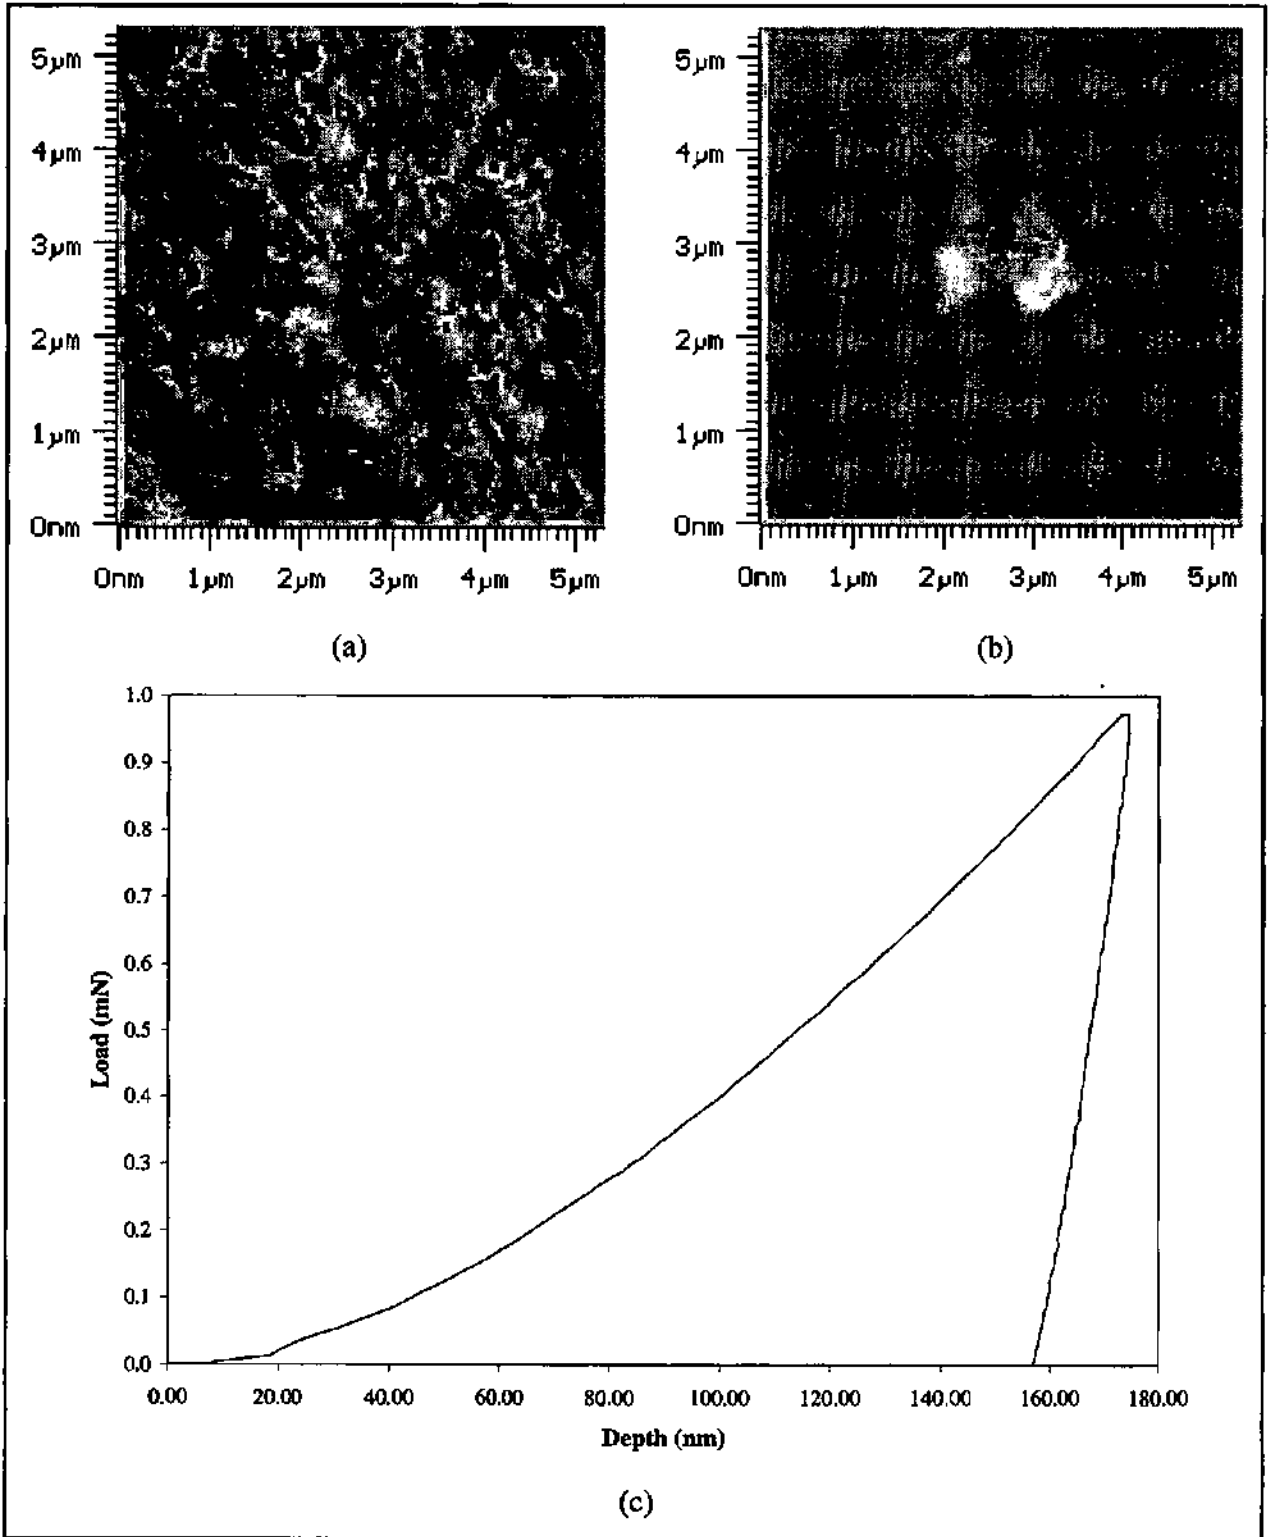 5µm
4µm
3µm
2µm
1µm
0nm
0nm 1µm 2µm 3µm 4µm 5µm
(a)
5µm
4µm
3µm
2µm
1µm
0nm
0nm 1µm 2µm 3µm 4µm 5µm
(b)
1.0
0.9
0.8
0.7
0.6
0.5
0.4
0.3
0.2
0.1
0.0
Load (mN)
0.00 20.00 40.00 60.00 80.00 100.00 120.00 140.00 160.00 180.00
Depth (nm)
(c)